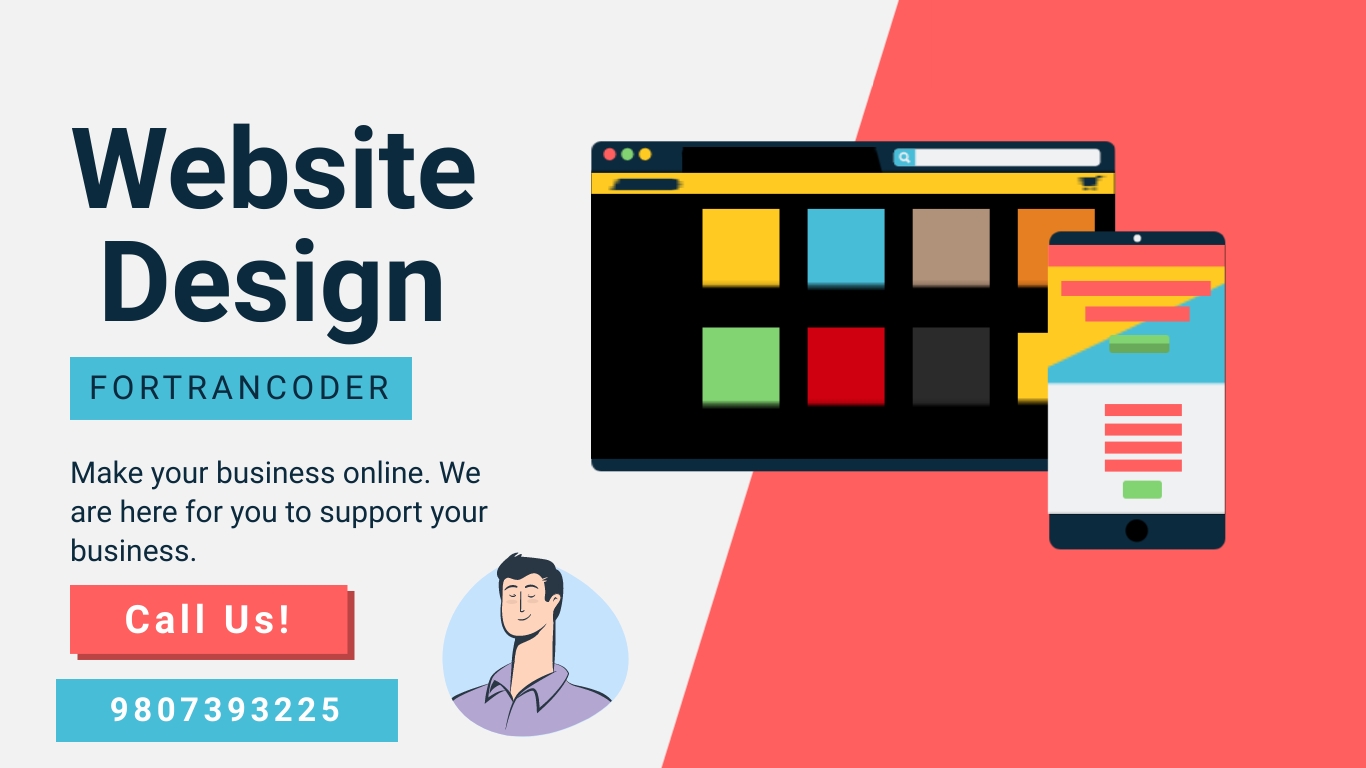 Website
Design
FORTRANCODER
Make your business online. We
are here for you to support your
business.
Call Us!
9807393225